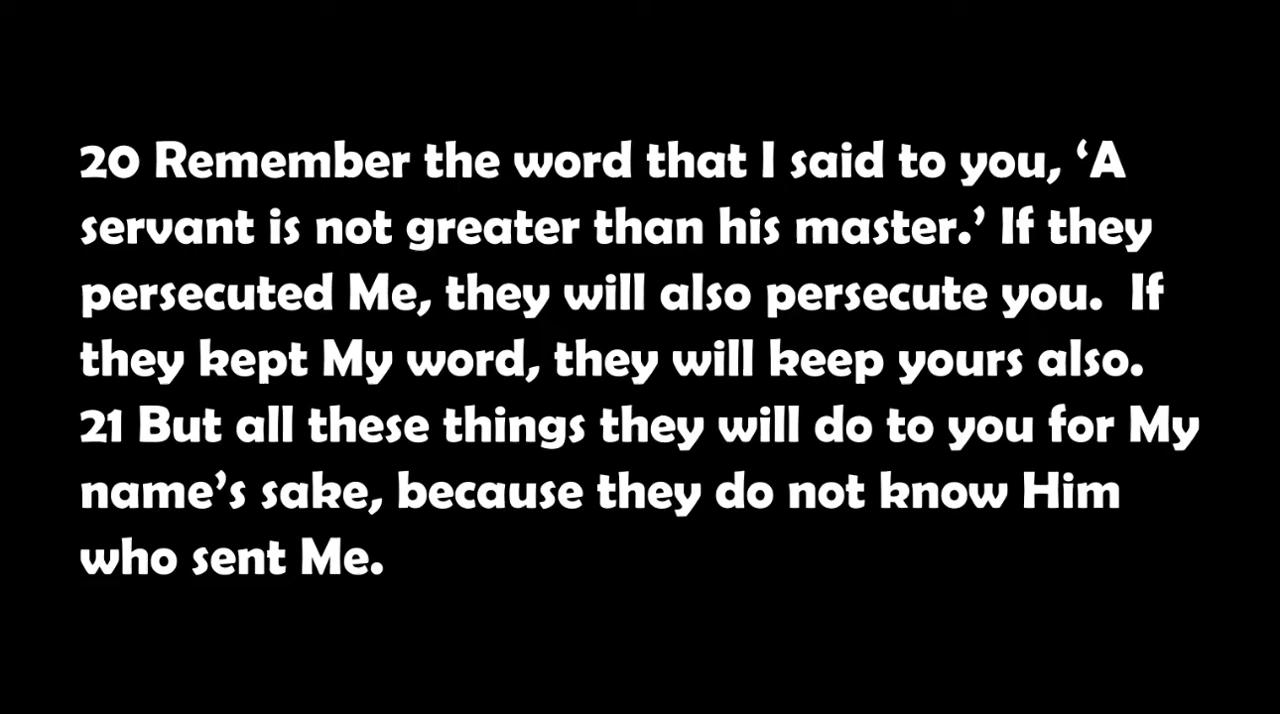 20 Remember the word that I said to you, ‘A
servant is not greater than his master.’ If they
persecuted Me, they will also persecute you.  If
they kept My word, they will keep yours also.
21 But all these things they will do to you for My
name’s sake, because they do not know Him
who sent Me.